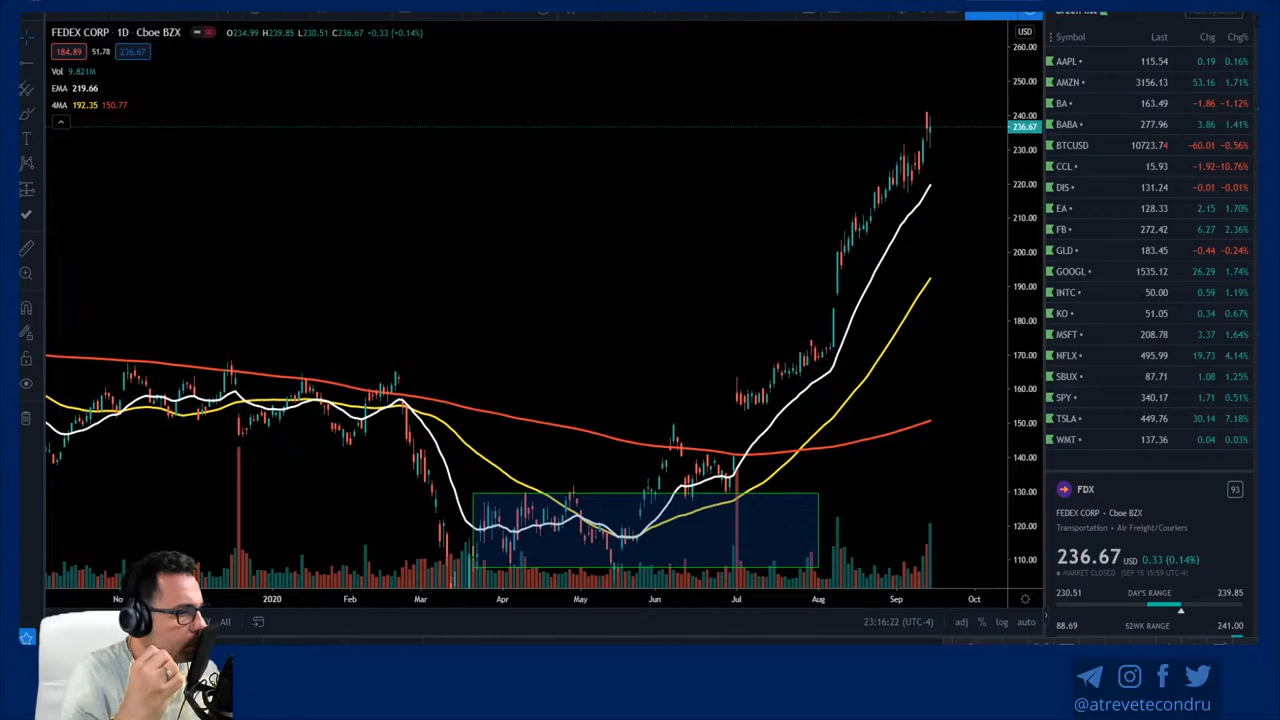 FEDEX CORP · 1D · Cboe BZX O234.99 H239.85 L230.51 C236.67 +0.33 (+0.14%)
184.89 51.78 236.67
Vol 9.821M
EMA 219.66
4MA 192.35 150.77
USD
260.00
250.00
240.00
236.67
230.00
220.00
210.00
200.00
190.00
180.00
170.00
160.00
150.00
140.00
130.00
120.00
110.00
2020 Feb Mar Apr May Jun Jul Aug Sep Oct
All 23:16:22 (UTC-4) adj % log auto
Symbol Last Chg Chg%
AAPL 115.54 0.19 0.16%
AMZN 3156.13 53.16 1.71%
BA 163.49 −1.86 −1.12%
BABA 277.96 3.86 1.41%
BTCUSD 10723.74 −60.01 −0.56%
CCL 15.93 −1.92 −10.76%
DIS 131.24 −0.01 −0.01%
EA 128.33 2.15 1.70%
FB 272.42 6.27 2.36%
GLD 183.45 −0.44 −0.24%
GOOGL 1535.12 26.29 1.74%
INTC 50.00 0.59 1.19%
KO 51.05 0.34 0.67%
MSFT 208.78 3.37 1.64%
NFLX 495.99 19.73 4.14%
SBUX 87.71 1.08 1.25%
SPY 340.17 1.71 0.51%
TSLA 449.76 30.14 7.18%
WMT 137.36 0.04 0.03%
FDX 93
FEDEX CORP · Cboe BZX
Transportation · Air Freight/Couriers
236.67 USD 0.33 (0.14%)
MARKET CLOSED (SEP 15 15:59 UTC-4)
230.51 DAY'S RANGE 239.85
88.69 52WK RANGE 241.00
@atrevetecondru